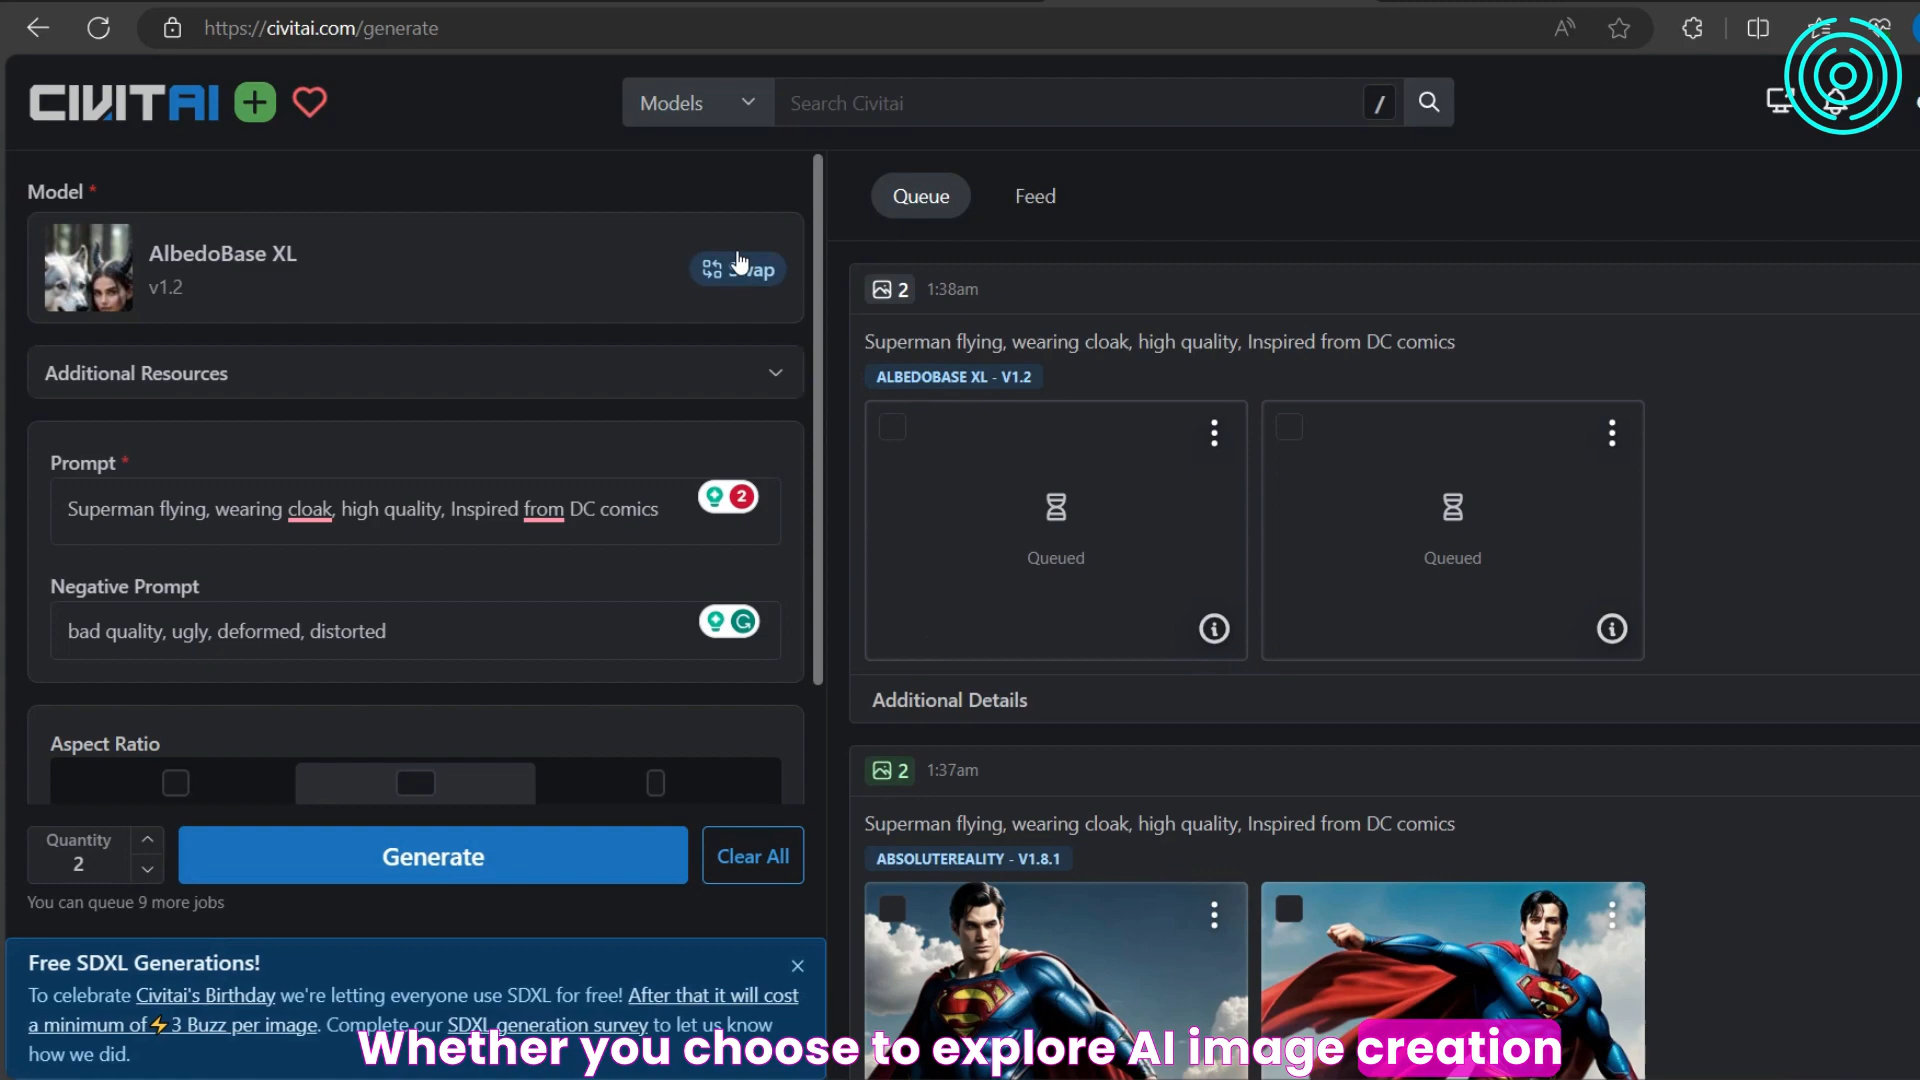 https://civitai.com/generate
CIVITAI
Models
Search Civitai
/
Model *
AlbedoBase XL
v1.2
Additional Resources
Prompt *
Superman flying, wearing cloak, high quality, Inspired from DC comics
2
Negative Prompt
bad quality, ugly, deformed, distorted
Aspect Ratio
Quantity
2
Generate
Clear All
You can queue 9 more jobs
Free SDXL Generations!
To celebrate Civitai's Birthday we're letting everyone use SDXL for free! After that it will cost
a minimum of ⚡3 Buzz per image. Complete our SDXL generation survey to let us know
how we did.
Queue
Feed
2 1:38am
Superman flying, wearing cloak, high quality, Inspired from DC comics
ALBEDOBASE XL - V1.2
Queued
Queued
Additional Details
2 1:37am
Superman flying, wearing cloak, high quality, Inspired from DC comics
ABSOLUTEREALITY - V1.8.1
Whether you choose to explore AI image creation